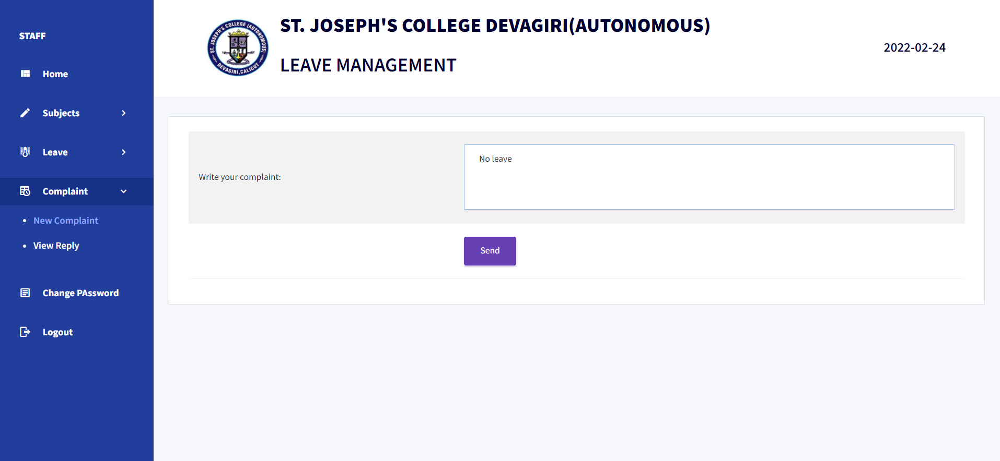 STAFF
Home
Subjects
Leave
Complaint
New Complaint
View Reply
Change PAssword
Logout
ST. JOSEPH'S COLLEGE (AUTONOMOUS)
DEVAGIRI, CALICUT
ST. JOSEPH'S COLLEGE DEVAGIRI(AUTONOMOUS)
LEAVE MANAGEMENT
2022-02-24
Write your complaint:
No leave
Send